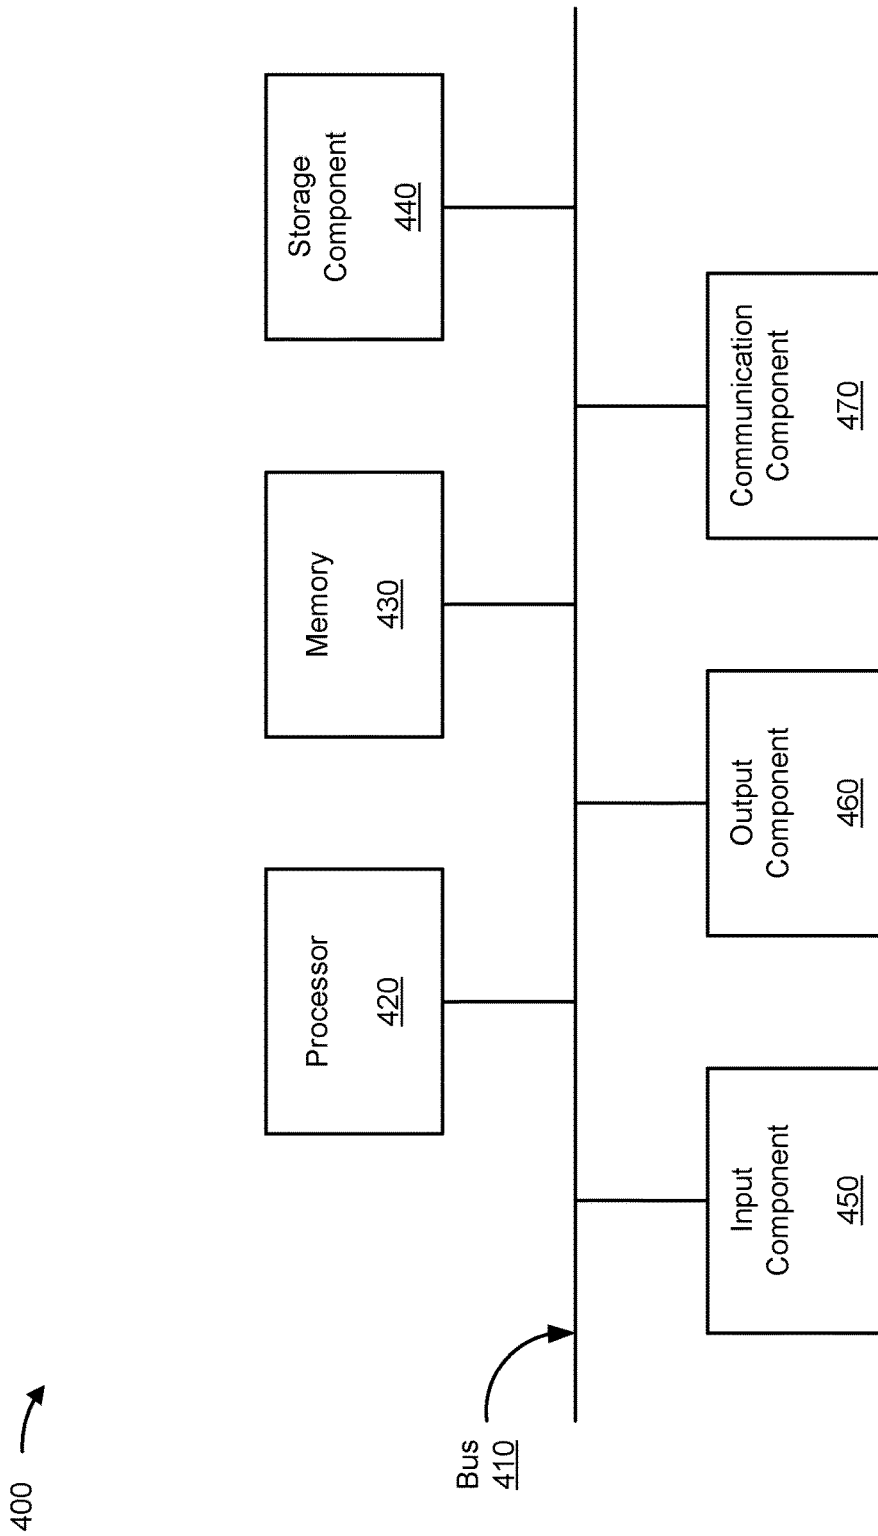 400
Processor
420
Memory
430
Storage
Component
440
Bus
410
Input
Component
450
Output
Component
460
Communication
Component
470